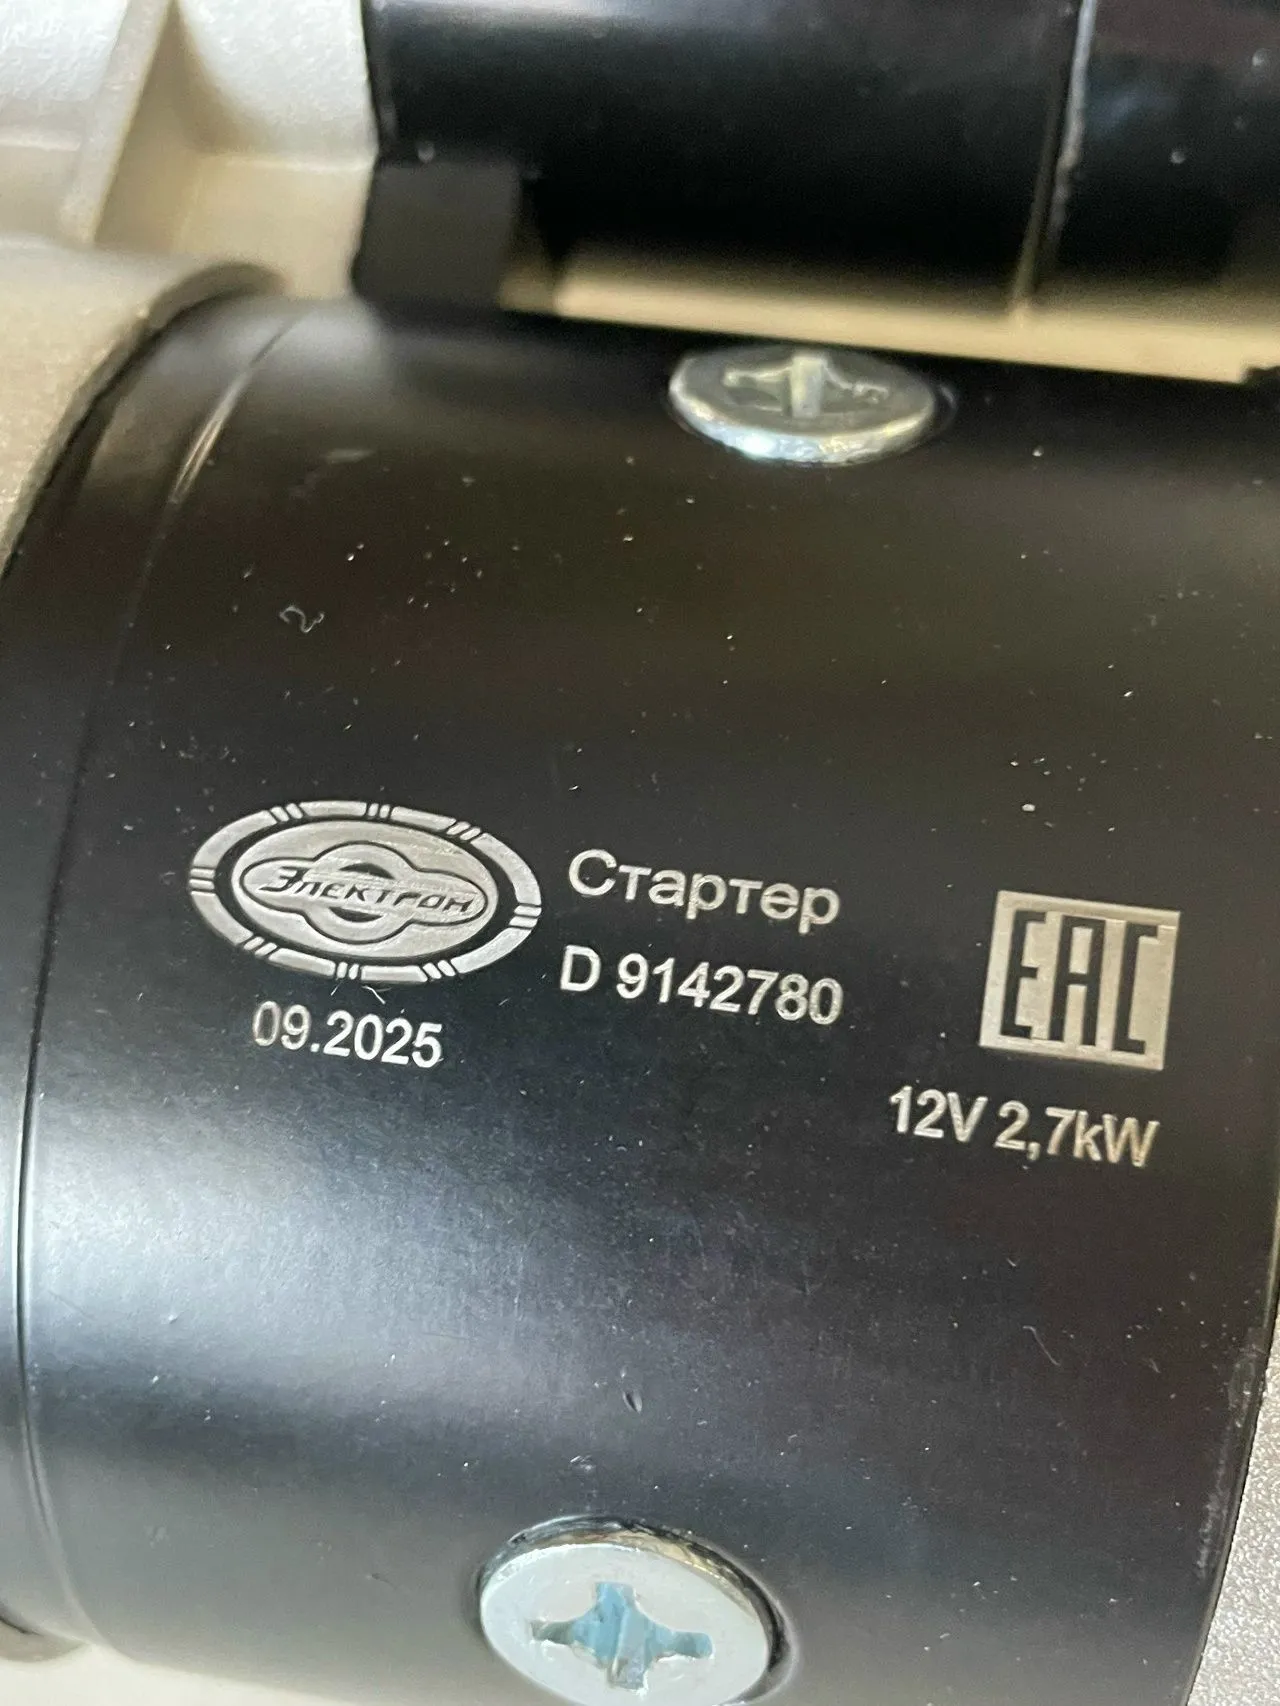 Электрон
Стартер
D 9142780
09.2025
EAC
12V 2,7kW